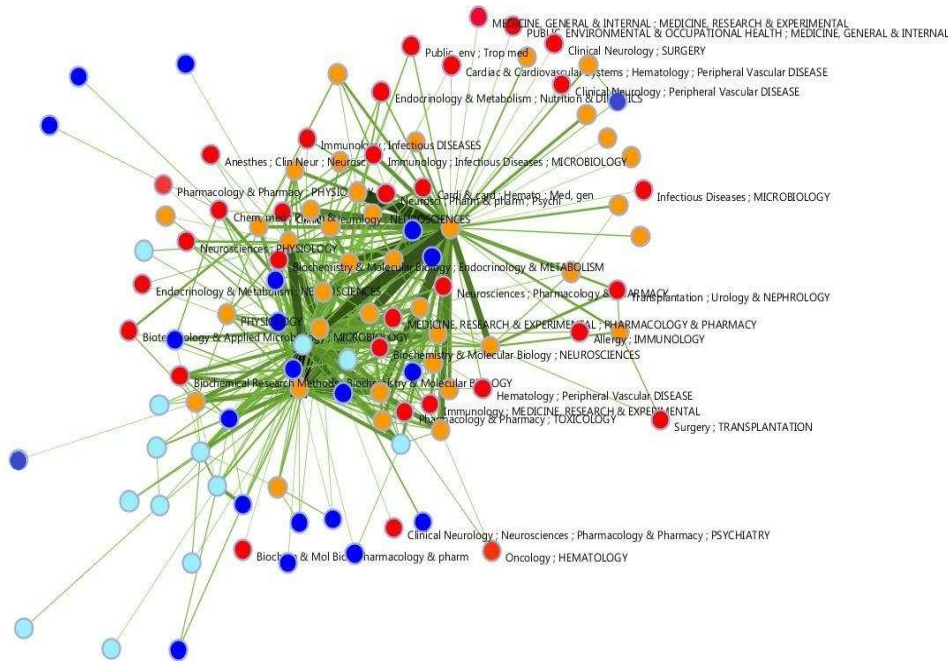 MEDICINE, GENERAL & INTERNAL ; MEDICINE, RESEARCH & EXPERIMENTAL
PUBLIC, ENVIRONMENTAL & OCCUPATIONAL HEALTH ; MEDICINE, GENERAL & INTERNAL
Clinical Neurology ; SURGERY
Public, env ; Trop med
Cardiac & Cardiovascular Systems ; Hematology ; Peripheral Vascular DISEASE
Clinical Neurology ; Peripheral Vascular DISEASE
Endocrinology & Metabolism ; Nutrition & DIETETICS
Immunology ; Infectious DISEASES
Anesthes ; Clin Neur ; Neurosc
Immunology ; Infectious Diseases ; MICROBIOLOGY
Pharmacology & Pharmacy ; PHYSIOLOGY
Cardi & card ; Hemato ; Med, gen
Infectious Diseases ; MICROBIOLOGY
Neurosci ; Pharm & pharm ; Psychi
Chem, med ; &
Neurology ; NEUROSCIENCES
Neurosciences ; PHYSIOLOGY
Biochemistry & Molecular Biology ; Endocrinology & METABOLISM
Endocrinology & Metabolism ; NEUROSCIENCES
Neurosciences ; Pharmacology & PHARMACY
Transplantation ; Urology & NEPHROLOGY
PHYSIOLOGY
MEDICINE, RESEARCH & EXPERIMENTAL ; PHARMACOLOGY & PHARMACY
Biotechnology & Applied Microbiology ; MICROBIOLOGY
Allergy ; IMMUNOLOGY
Biochemistry & Molecular Biology ; NEUROSCIENCES
Biochemical Research Methods ; Biochemistry & Molecular BIOLOGY
Hematology ; Peripheral Vascular DISEASE
Immunology ; MEDICINE, RESEARCH & EXPERIMENTAL
Pharmacology & Pharmacy ; TOXICOLOGY
Surgery ; TRANSPLANTATION
Clinical Neurology ; Neurosciences ; Pharmacology & Pharmacy ; PSYCHIATRY
Biochem & Mol Bio ; Pharmacology & pharm
Oncology ; HEMATOLOGY